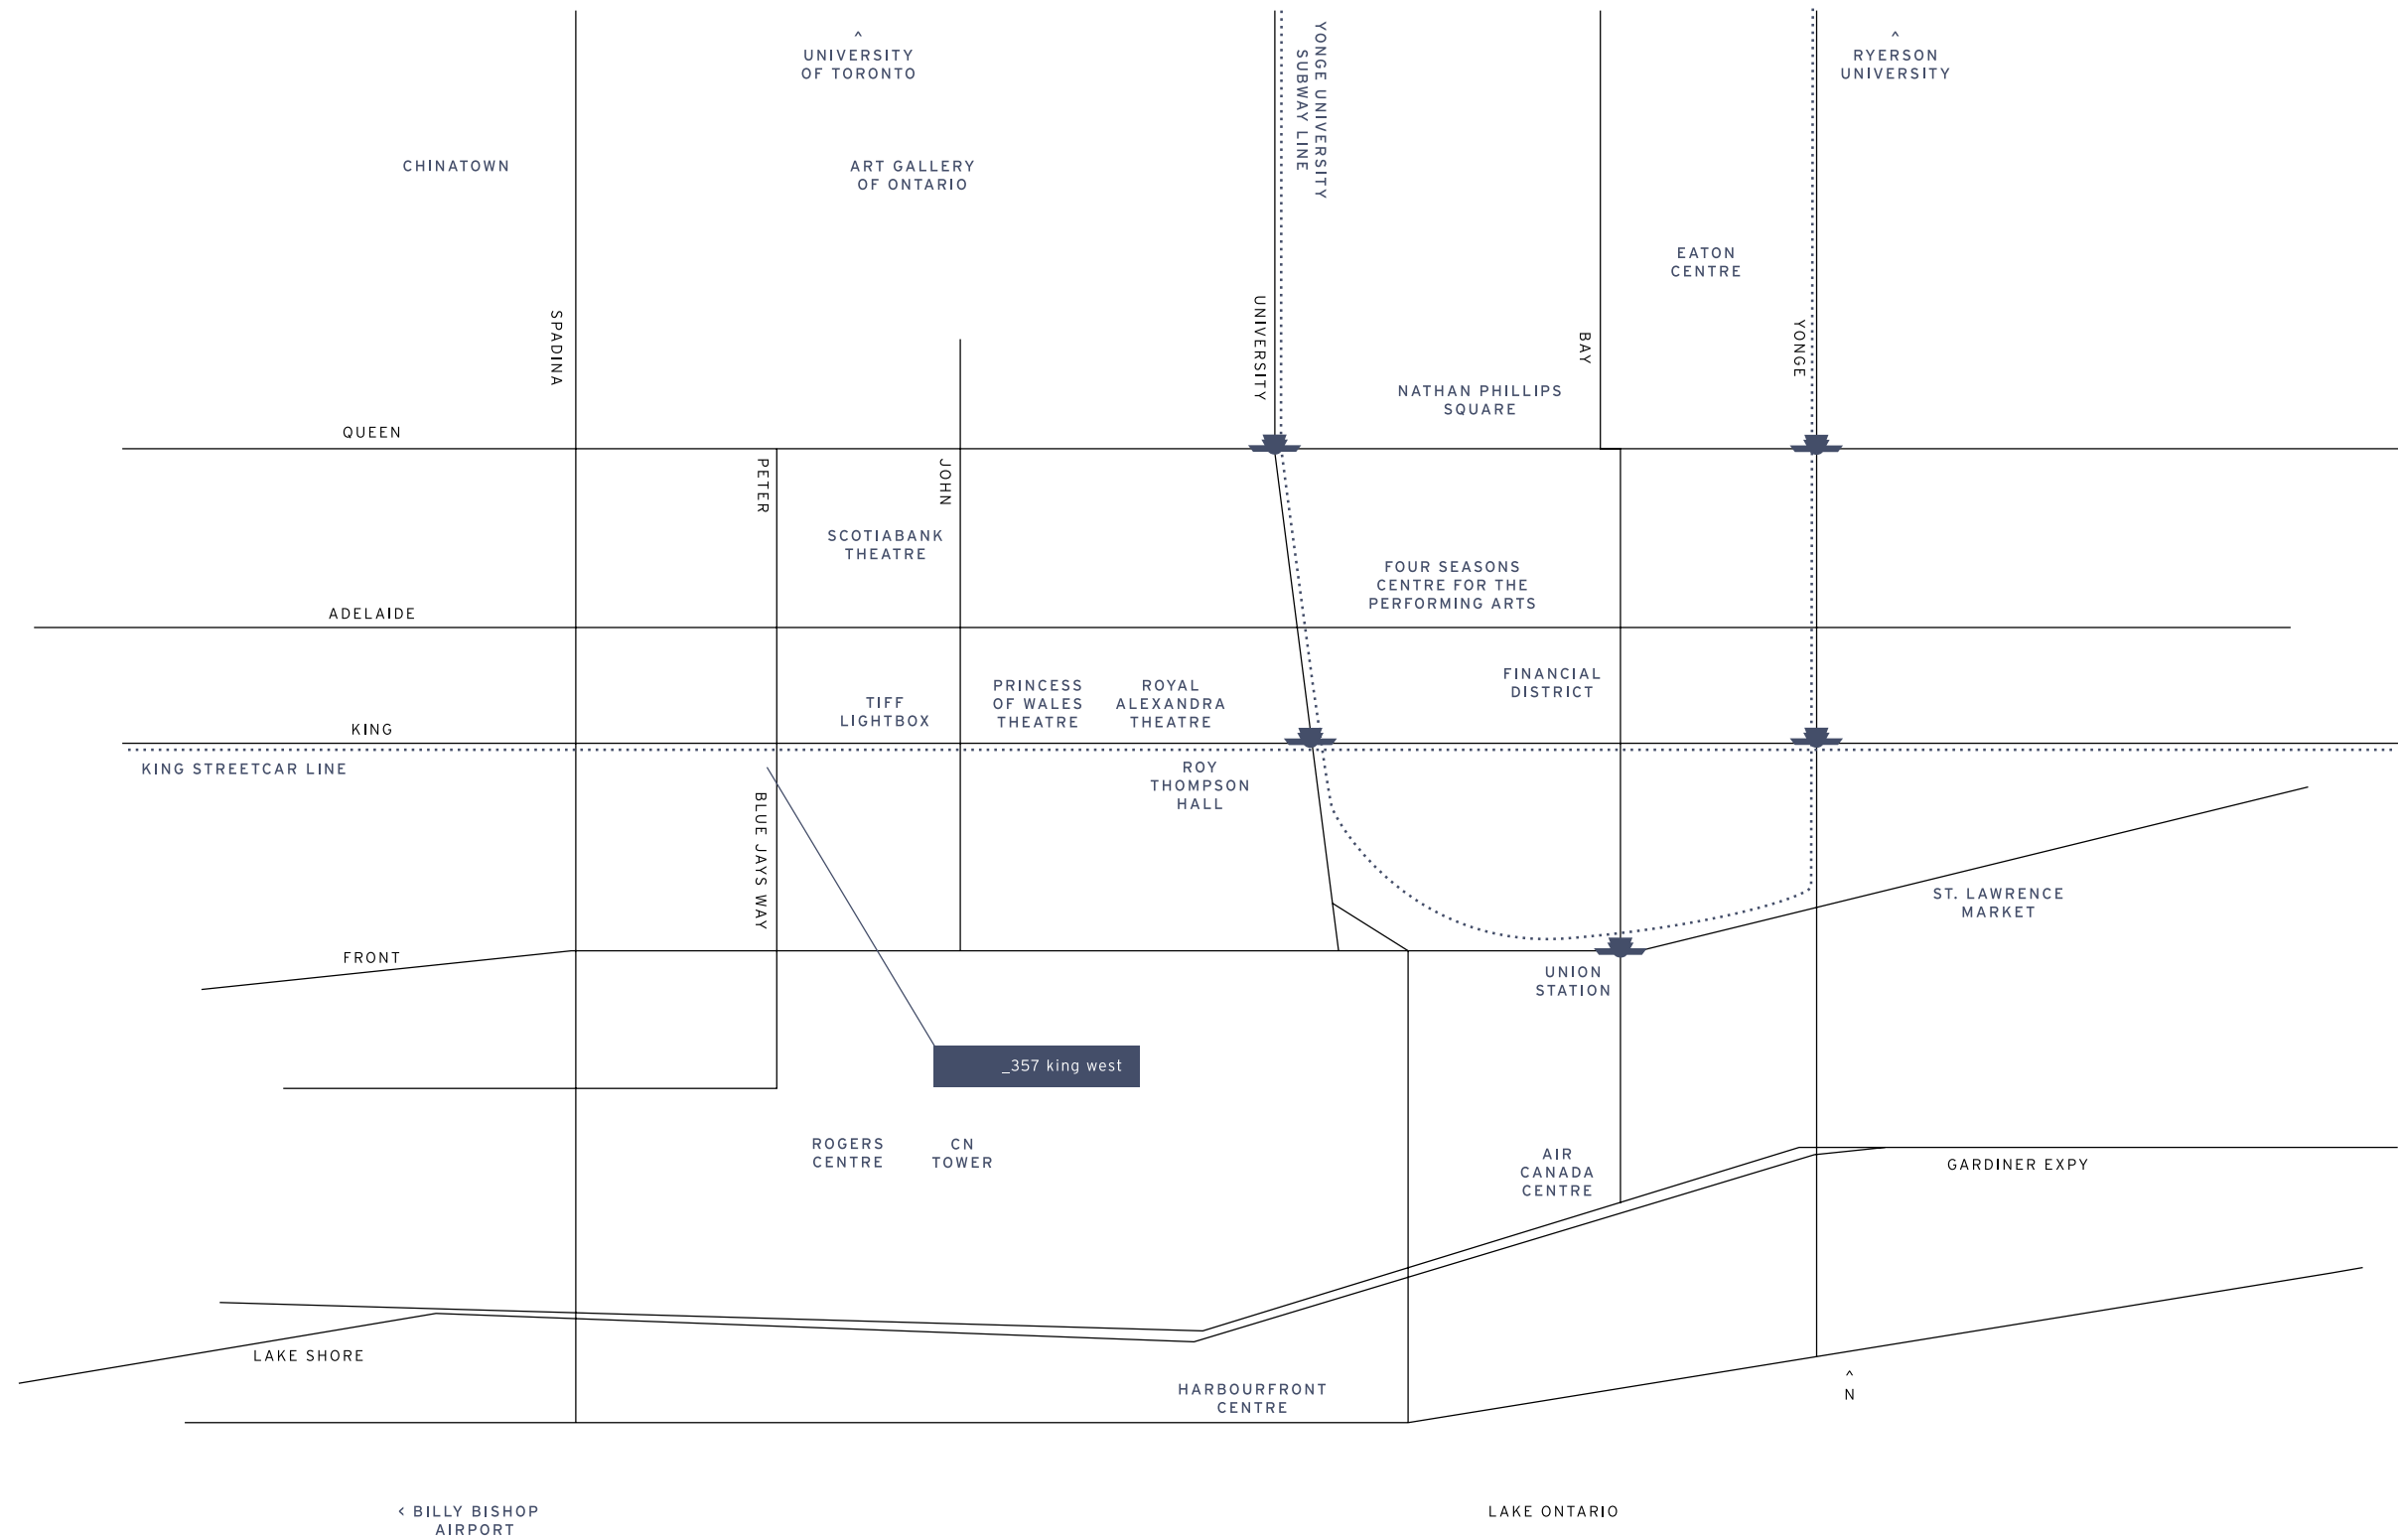 ^
UNIVERSITY
OF TORONTO
YONGE UNIVERSITY
SUBWAY LINE
^
RYERSON
UNIVERSITY
CHINATOWN
ART GALLERY
OF ONTARIO
EATON
CENTRE
SPADINA
UNIVERSITY
BAY
YONGE
NATHAN PHILLIPS
SQUARE
QUEEN
PETER
JOHN
SCOTIABANK
THEATRE
FOUR SEASONS
CENTRE FOR THE
PERFORMING ARTS
ADELAIDE
FINANCIAL
DISTRICT
TIFF
LIGHTBOX
PRINCESS
OF WALES
THEATRE
ROYAL
ALEXANDRA
THEATRE
KING
KING STREETCAR LINE
ROY
THOMPSON
HALL
BLUE JAYS WAY
ST. LAWRENCE
MARKET
FRONT
UNION
STATION
_357 king west
ROGERS
CENTRE
CN
TOWER
AIR
CANADA
CENTRE
GARDINER EXPY
LAKE SHORE
HARBOURFRONT
CENTRE
^
N
< BILLY BISHOP
AIRPORT
LAKE ONTARIO